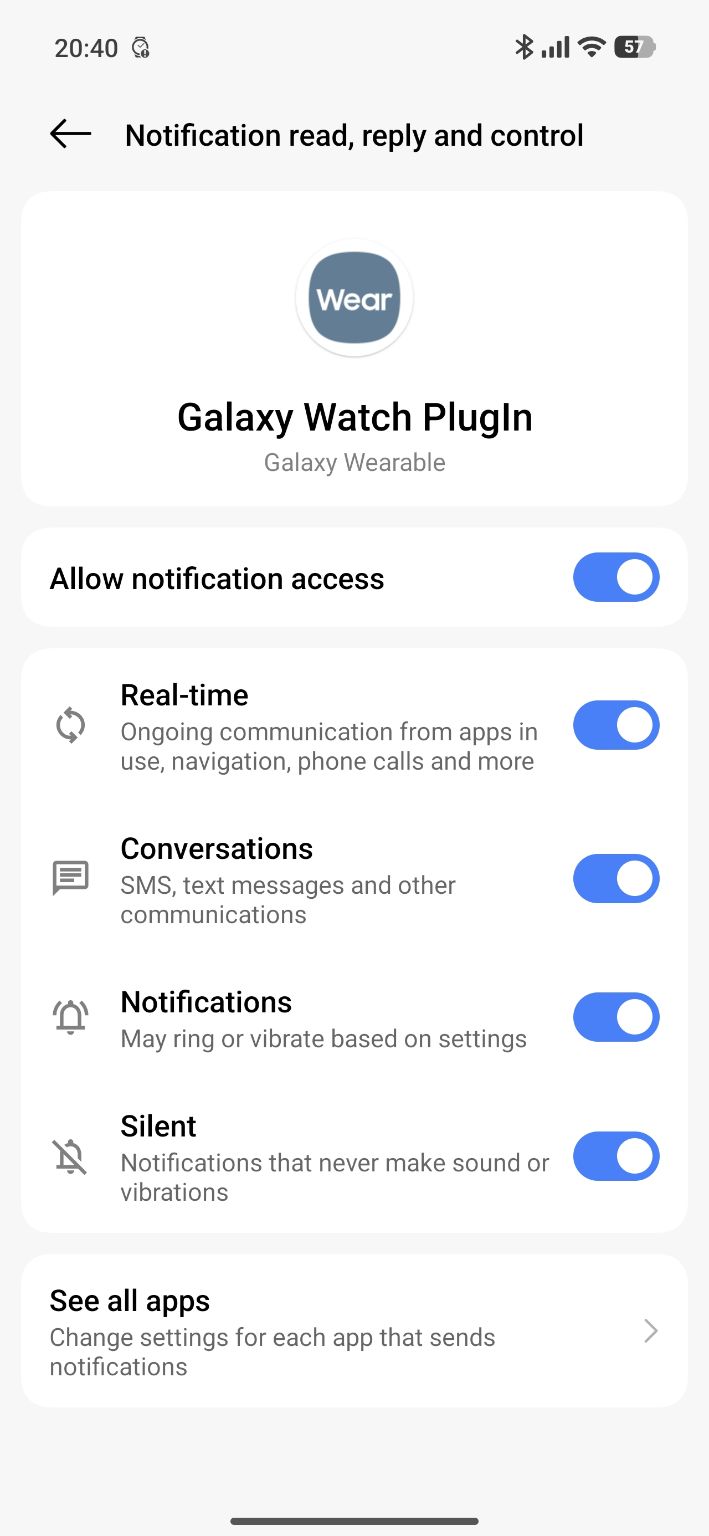 20:40
57
Notification read, reply and control
Wear
Galaxy Watch PlugIn
Galaxy Wearable
Allow notification access
Real-time
Ongoing communication from apps in
use, navigation, phone calls and more
Conversations
SMS, text messages and other
communications
Notifications
May ring or vibrate based on settings
Silent
Notifications that never make sound or
vibrations
See all apps
Change settings for each app that sends
notifications